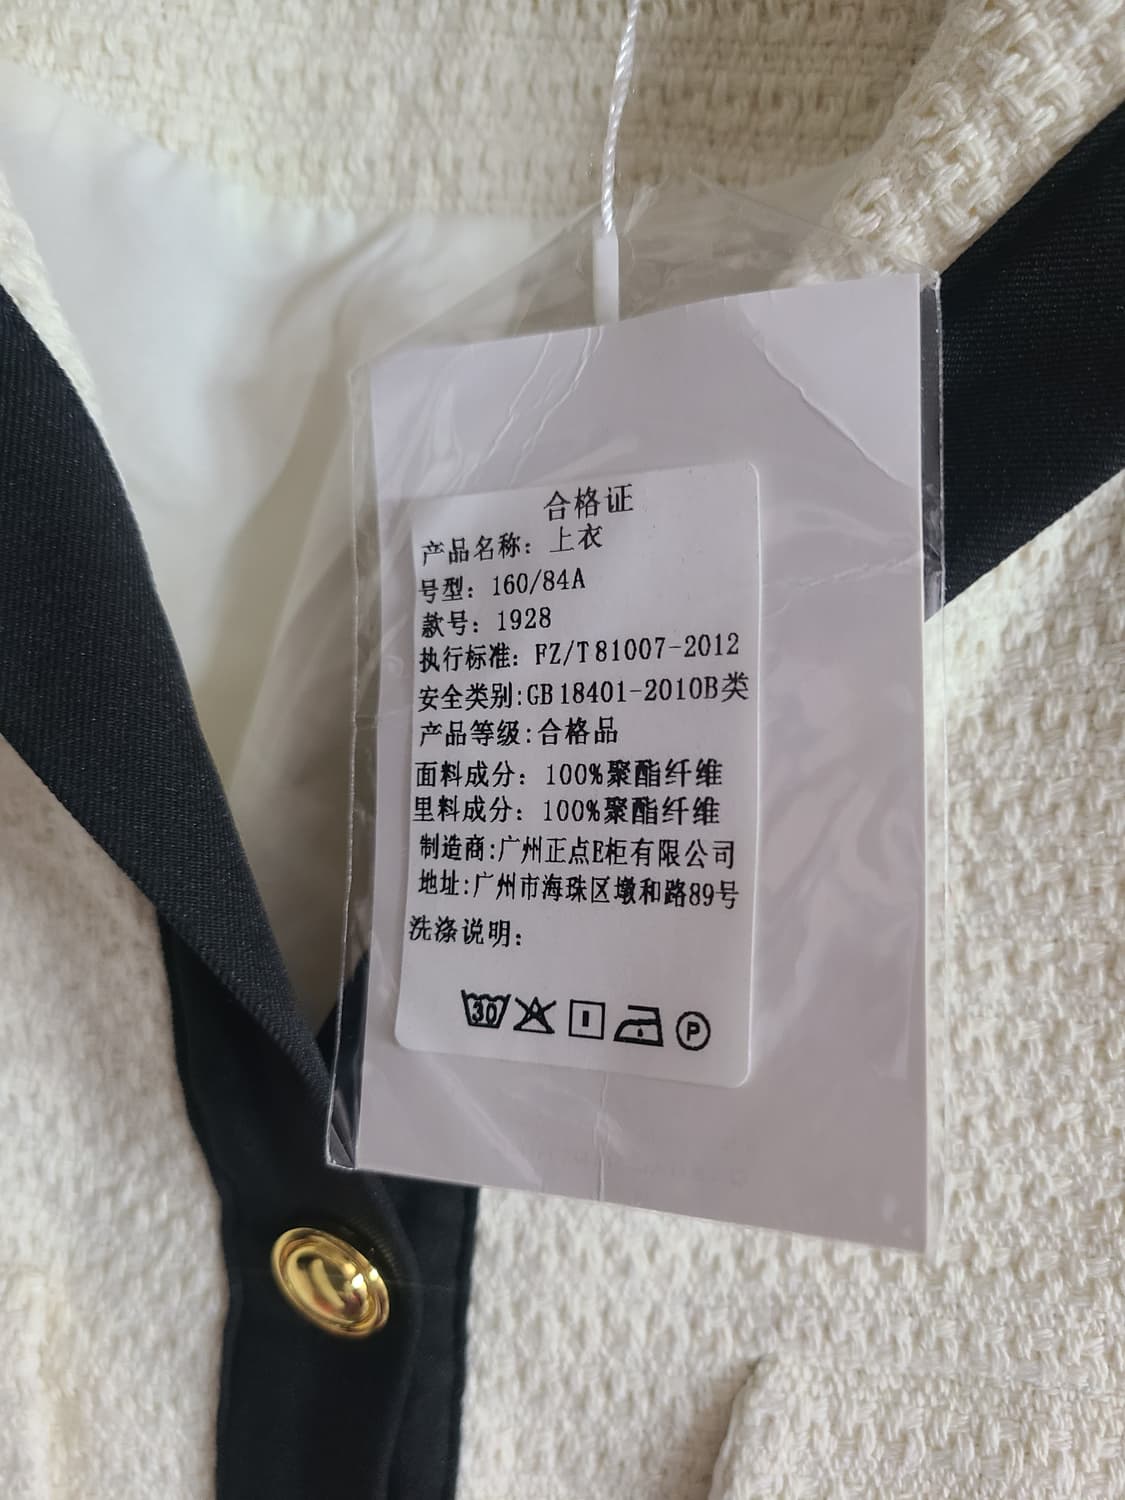 合格证
产品名称：上衣
号型：160/84A
款号：1928
执行标准：FZ/T 81007-2012
安全类别:GB 18401-2010B类
产品等级:合格品
面料成分：100%聚酯纤维
里料成分：100%聚酯纤维
制造商:广州正点E柜有限公司
地址:广州市海珠区墩和路89号
洗涤说明：
30
P